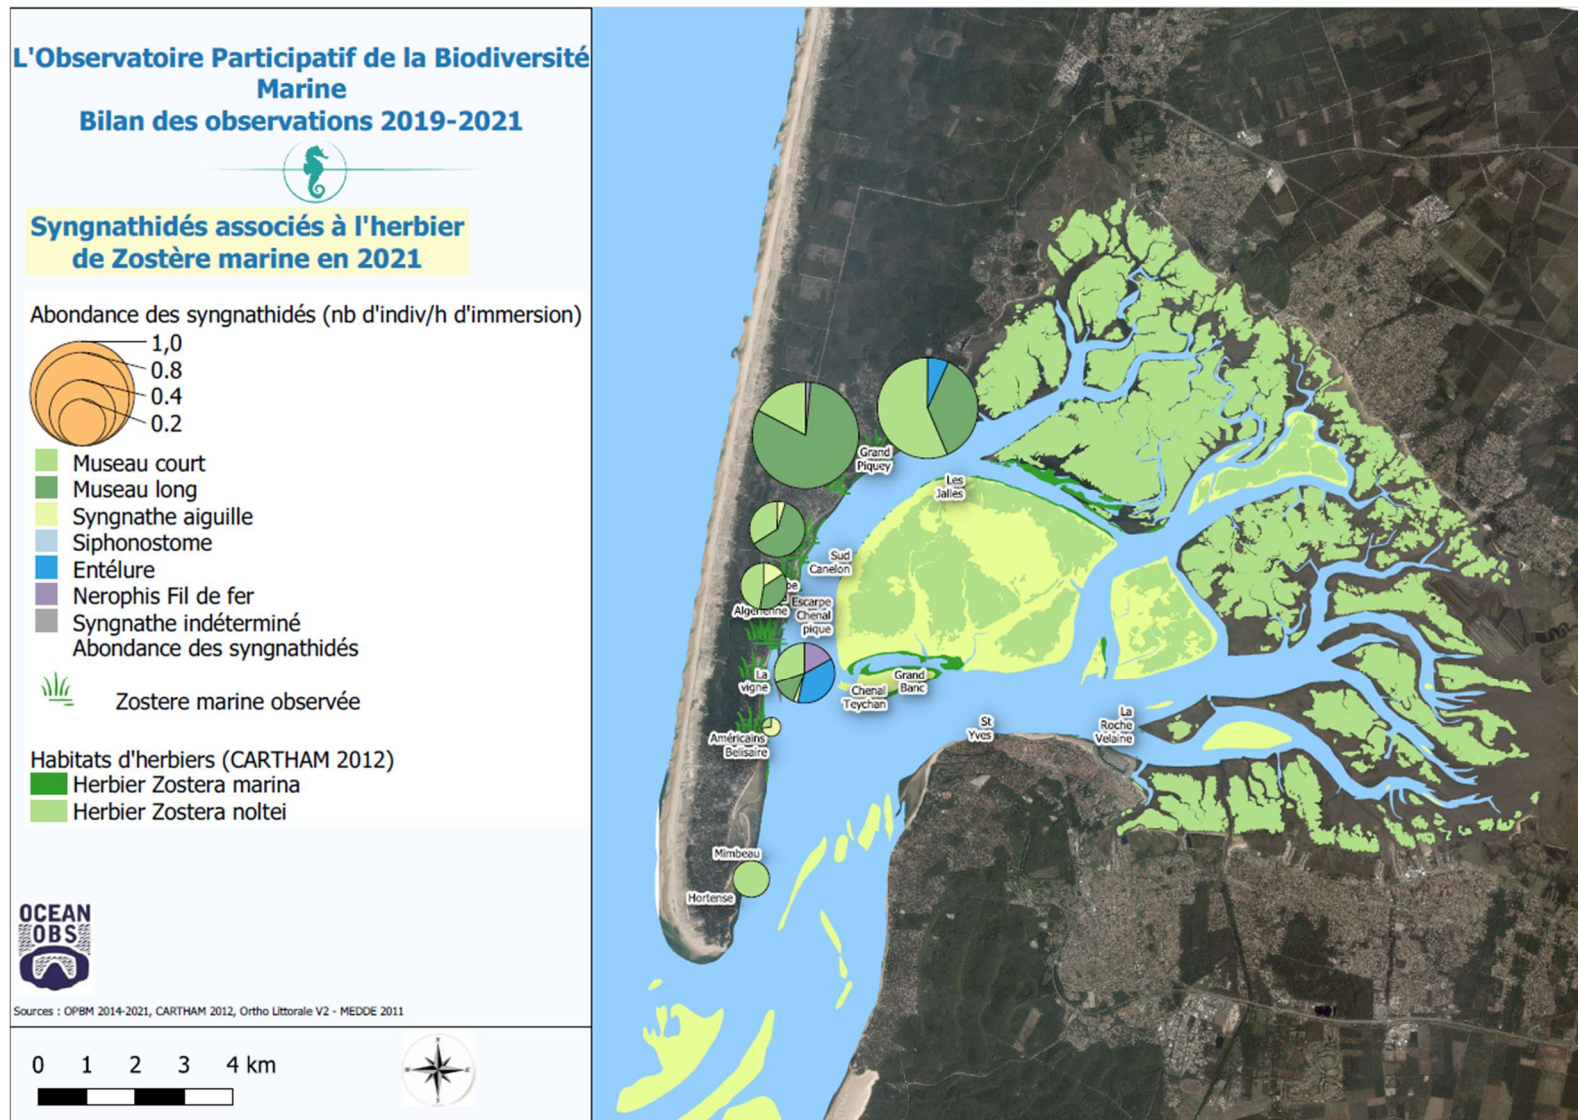 L'Observatoire Participatif de la Biodiversité
Marine
Bilan des observations 2019-2021
Syngnathidés associés à l'herbier
de Zostère marine en 2021
Abondance des syngnathidés (nb d'indiv/h d'immersion)
1,0
0.8
0.4
0.2
Museau court
Museau long
Syngnathe aiguille
Siphonostome
Entélure
Nerophis Fil de fer
Syngnathe indéterminé
Abondance des syngnathidés
Zostere marine observée
Habitats d'herbiers (CARTHAM 2012)
Herbier Zostera marina
Herbier Zostera noltei
OCEAN
OBS
Sources : OPBM 2014-2021, CARTHAM 2012, Ortho Littorale V2 - MEDDE 2011
0 1 2 3 4 km
Grand
Piquey
Les
Jalles
Sud
Canelon
Escarpe
Chenal
pique
La
vigne
Chenal
Teychan
Grand
Banc
Américains
Belisaire
St
Yves
La
Roche
Velaine
Mimbeau
Hortense